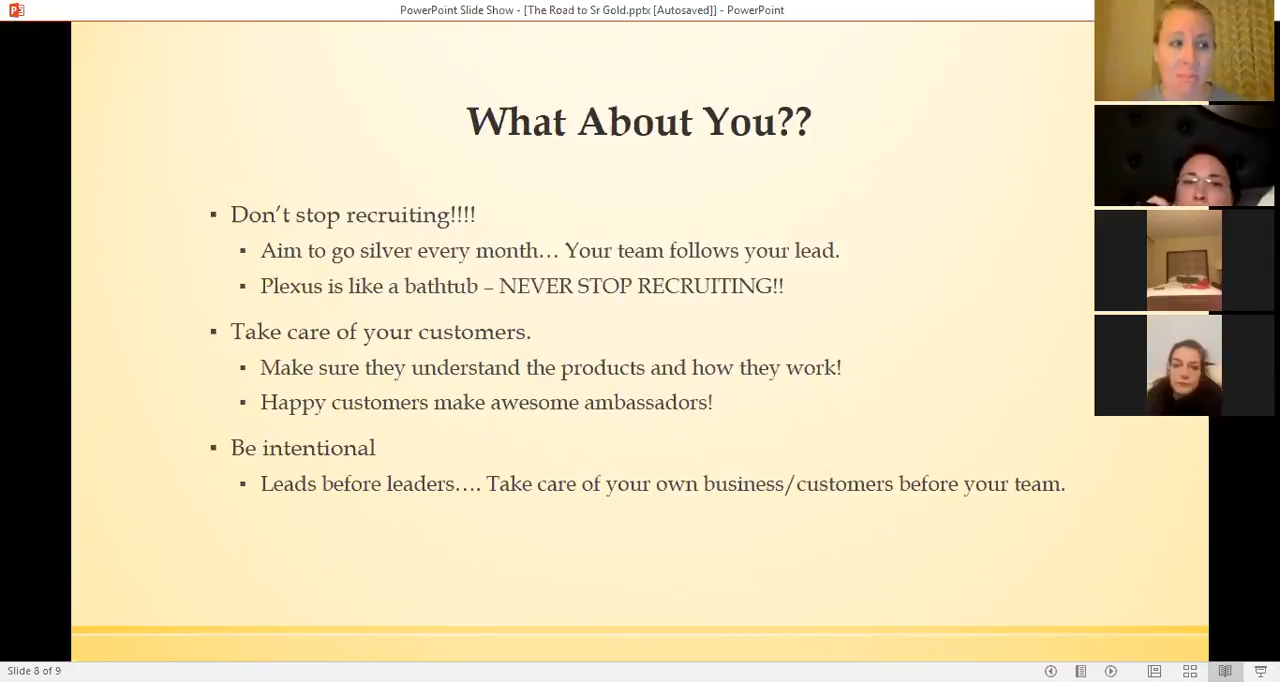 PowerPoint Slide Show - [The Road to Sr Gold.pptx [Autosaved]] - PowerPoint
What About You??
▪ Don't stop recruiting!!!!
▪ Aim to go silver every month… Your team follows your lead.
▪ Plexus is like a bathtub – NEVER STOP RECRUITING!!
▪ Take care of your customers.
▪ Make sure they understand the products and how they work!
▪ Happy customers make awesome ambassadors!
▪ Be intentional
▪ Leads before leaders…. Take care of your own business/customers before your team.
Slide 8 of 9